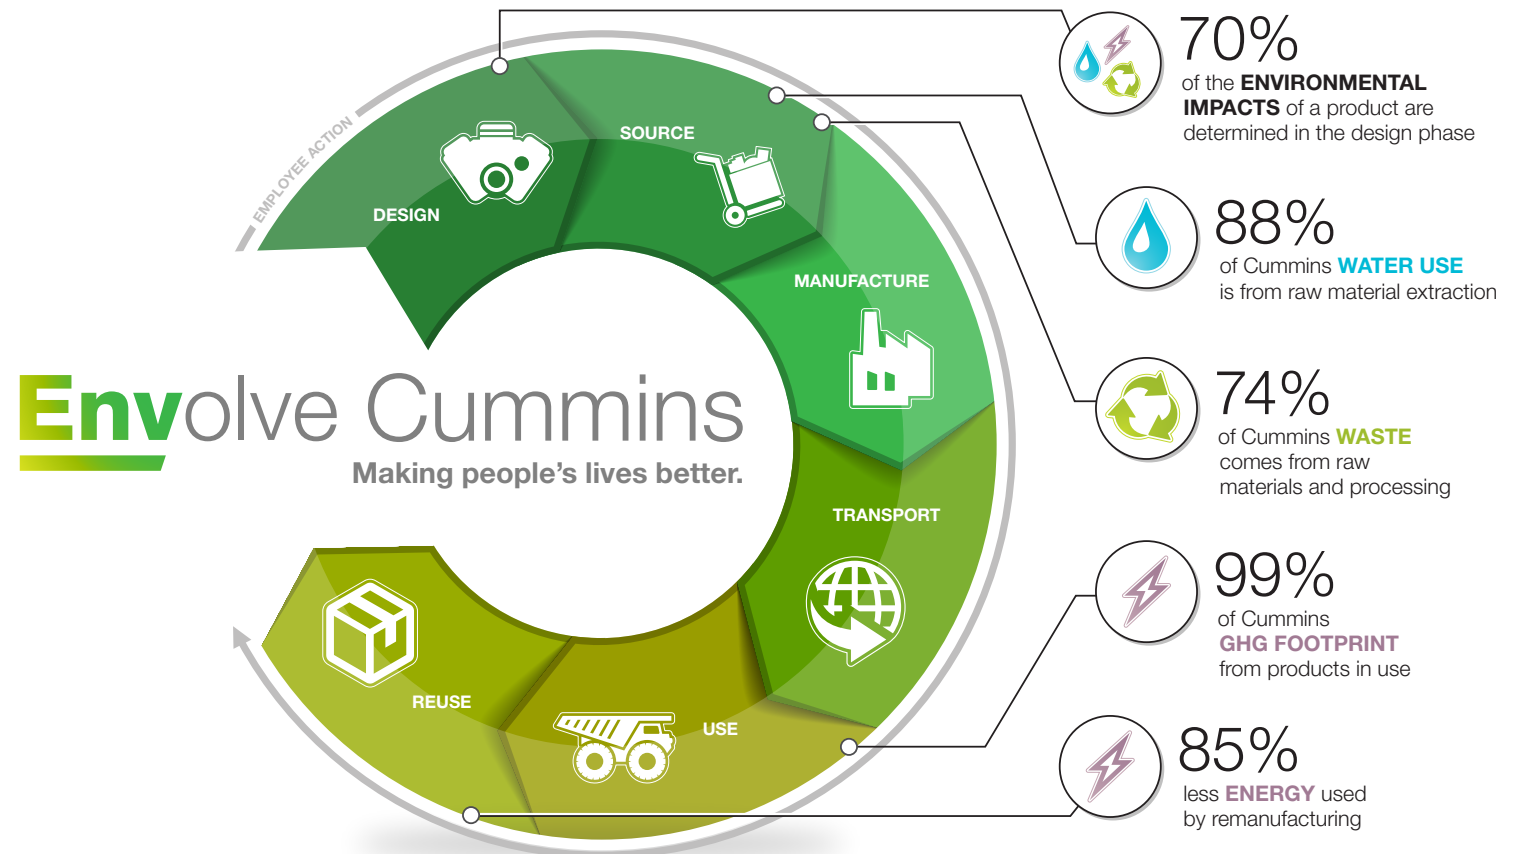 EMPLOYEE ACTION
DESIGN
SOURCE
MANUFACTURE
TRANSPORT
USE
REUSE
Envolve Cummins
Making people's lives better.
70%
of the ENVIRONMENTAL
IMPACTS of a product are
determined in the design phase
88%
of Cummins WATER USE
is from raw material extraction
74%
of Cummins WASTE
comes from raw
materials and processing
99%
of Cummins
GHG FOOTPRINT
from products in use
85%
less ENERGY used
by remanufacturing